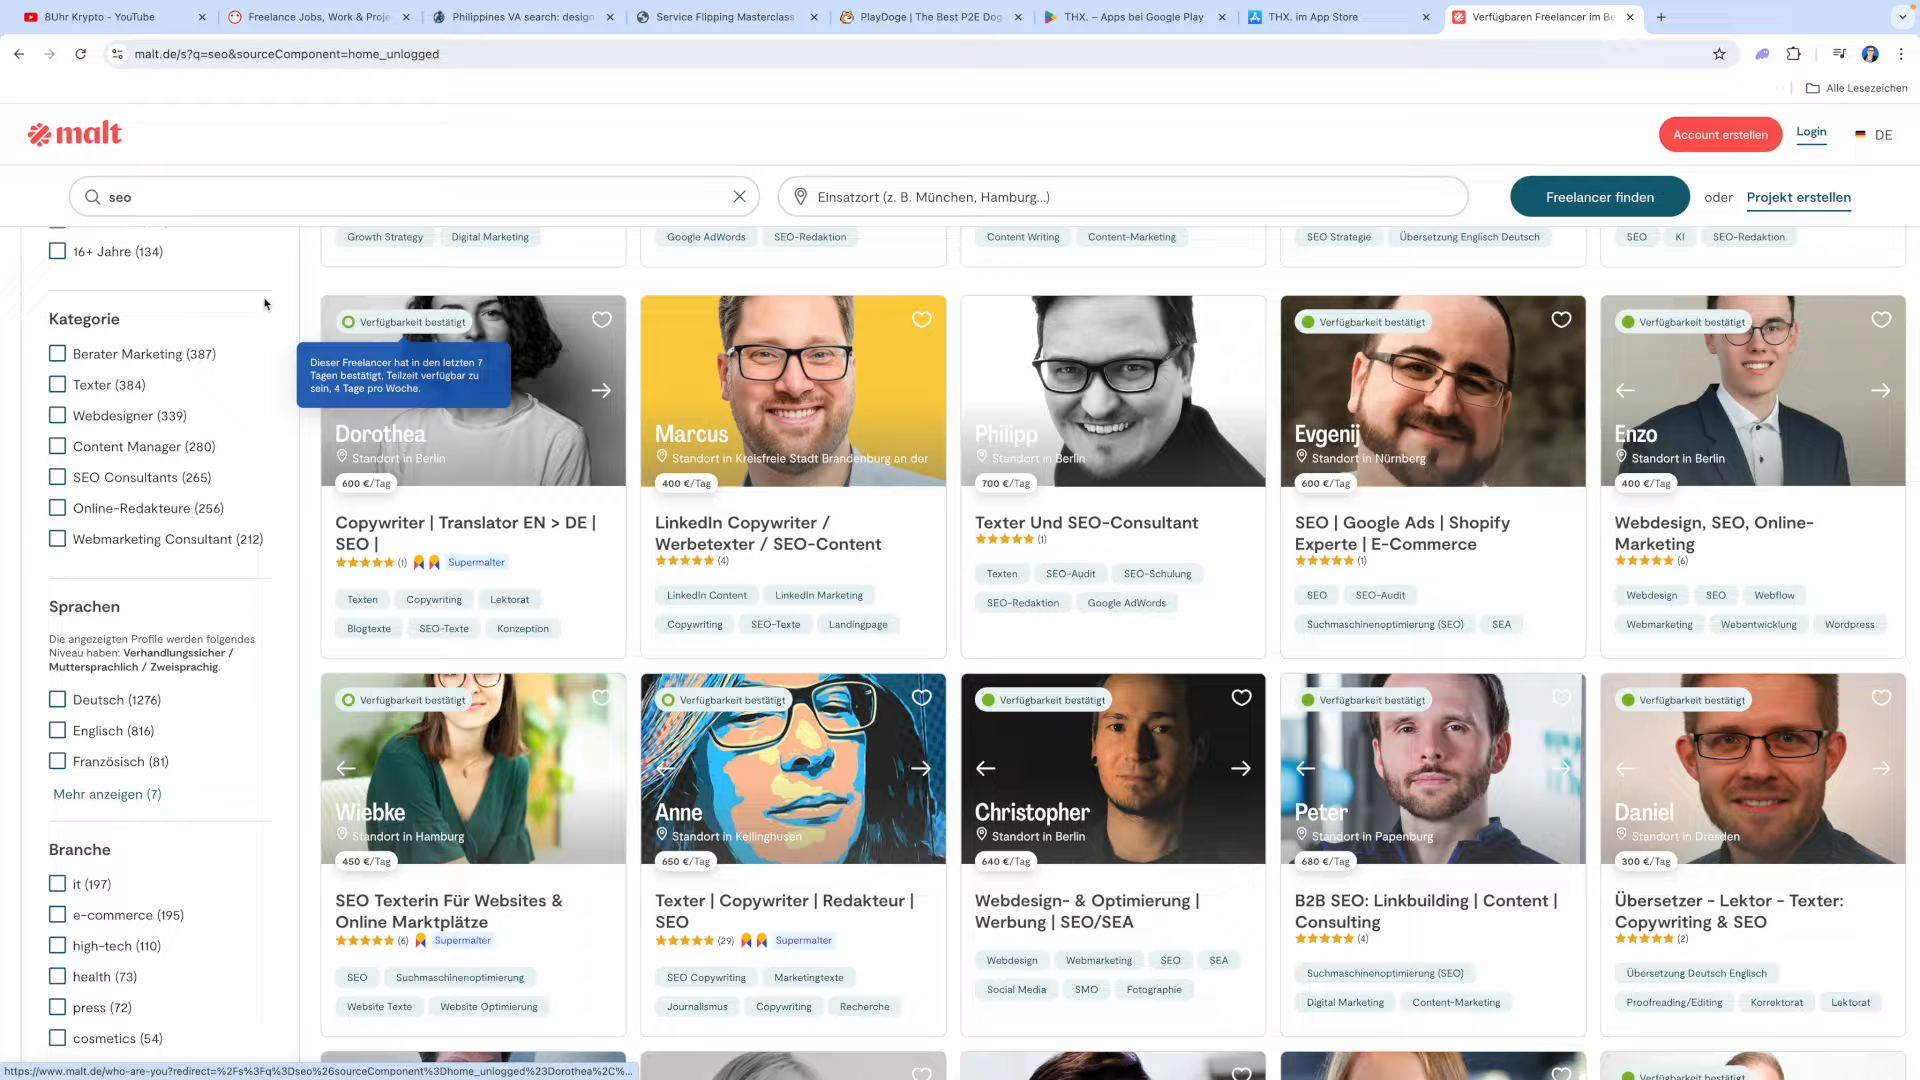 8Uhr Krypto - YouTube
Freelance Jobs, Work & Proje
Philippines VA search: design
Service Flipping Masterclass
PlayDoge | The Best P2E Dog
THX. – Apps bei Google Play
THX. im App Store
Verfügbaren Freelancer im Be
malt.de/s?q=seo&sourceComponent=home_unlogged
Alle Lesezeichen
malt
Account erstellen
Login
DE
seo
Einsatzort (z. B. München, Hamburg...)
Freelancer finden
oder
Projekt erstellen
16+ Jahre (134)
Kategorie
Berater Marketing (387)
Texter (384)
Webdesigner (339)
Content Manager (280)
SEO Consultants (265)
Online-Redakteure (256)
Webmarketing Consultant (212)
Sprachen
Die angezeigten Profile werden folgendes
Niveau haben: Verhandlungssicher /
Muttersprachlich / Zweisprachig.
Deutsch (1276)
Englisch (816)
Französisch (81)
Mehr anzeigen (7)
Branche
it (197)
e-commerce (195)
high-tech (110)
health (73)
press (72)
cosmetics (54)
Growth Strategy Digital Marketing
Google AdWords SEO-Redaktion
Content Writing Content-Marketing
SEO Strategie Übersetzung Englisch Deutsch
SEO KI SEO-Redaktion
Verfügbarkeit bestätigt
Dieser Freelancer hat in den letzten 7
Tagen bestätigt, Teilzeit verfügbar zu
sein, 4 Tage pro Woche.
Dorothea
Standort in Berlin
600 €/Tag
Copywriter | Translator EN > DE |
SEO |
(1) Supermalter
Texten Copywriting Lektorat
Blogtexte SEO-Texte Konzeption
Marcus
Standort in Kreisfreie Stadt Brandenburg an der
400 €/Tag
LinkedIn Copywriter /
Werbetexter / SEO-Content
(4)
LinkedIn Content LinkedIn Marketing
Copywriting SEO-Texte Landingpage
Philipp
Standort in Berlin
700 €/Tag
Texter Und SEO-Consultant
(1)
Texten SEO-Audit SEO-Schulung
SEO-Redaktion Google AdWords
Verfügbarkeit bestätigt
Evgenij
Standort in Nürnberg
600 €/Tag
SEO | Google Ads | Shopify
Experte | E-Commerce
(1)
SEO SEO-Audit
Suchmaschinenoptimierung (SEO) SEA
Verfügbarkeit bestätigt
Enzo
Standort in Berlin
400 €/Tag
Webdesign, SEO, Online-
Marketing
(6)
Webdesign SEO Webflow
Webmarketing Webentwicklung Wordpress
Verfügbarkeit bestätigt
Wiebke
Standort in Hamburg
450 €/Tag
SEO Texterin Für Websites &
Online Marktplätze
(6) Supermalter
SEO Suchmaschinenoptimierung
Website Texte Website Optimierung
Verfügbarkeit bestätigt
Anne
Standort in Kellinghusen
650 €/Tag
Texter | Copywriter | Redakteur |
SEO
(29) Supermalter
SEO Copywriting Marketingtexte
Journalismus Copywriting Recherche
Verfügbarkeit bestätigt
Christopher
Standort in Berlin
640 €/Tag
Webdesign- & Optimierung |
Werbung | SEO/SEA
Webdesign Webmarketing SEO SEA
Social Media SMO Fotographie
Verfügbarkeit bestätigt
Peter
Standort in Papenburg
680 €/Tag
B2B SEO: Linkbuilding | Content |
Consulting
(4)
Suchmaschinenoptimierung (SEO)
Digital Marketing Content-Marketing
Verfügbarkeit bestätigt
Daniel
Standort in Dresden
300 €/Tag
Übersetzer - Lektor - Texter:
Copywriting & SEO
(2)
Übersetzung Deutsch Englisch
Proofreading/Editing Korrektorat Lektorat
Verfügbarkeit bestätigt
https://www.malt.de/who-are-you?redirect=%2Fs%3Fq%3Dseo%26sourceComponent%3Dhome_unlogged%23Dorothea%2C%...